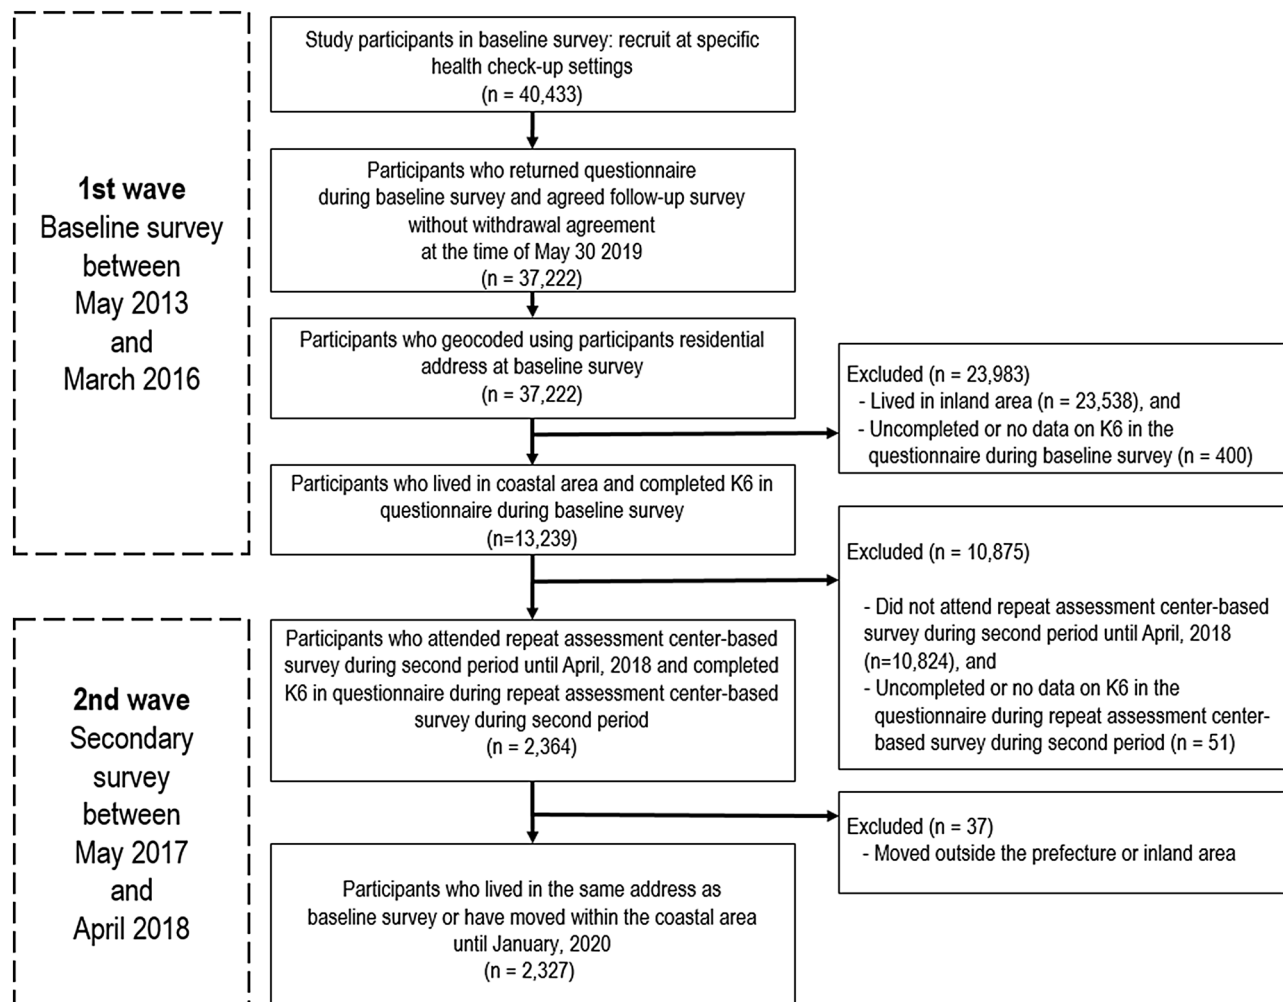 1st wave
Baseline survey
between
May 2013
and
March 2016
Study participants in baseline survey: recruit at specific
health check-up settings
(n = 40,433)
Participants who returned questionnaire
during baseline survey and agreed follow-up survey
without withdrawal agreement
at the time of May 30 2019
(n = 37,222)
Participants who geocoded using participants residential
address at baseline survey
(n = 37,222)
Excluded (n = 23,983)
- Lived in inland area (n = 23,538), and
- Uncompleted or no data on K6 in the
questionnaire during baseline survey (n = 400)
Participants who lived in coastal area and completed K6 in
questionnaire during baseline survey
(n=13,239)
Excluded (n = 10,875)
- Did not attend repeat assessment center-based
survey during second period until April, 2018
(n=10,824), and
- Uncompleted or no data on K6 in the
questionnaire during repeat assessment center-
based survey during second period (n = 51)
2nd wave
Secondary
survey
between
May 2017
and
April 2018
Participants who attended repeat assessment center-based
survey during second period until April, 2018 and completed
K6 in questionnaire during repeat assessment center-based
survey during second period
(n = 2,364)
Excluded (n = 37)
- Moved outside the prefecture or inland area
Participants who lived in the same address as
baseline survey or have moved within the coastal area
until January, 2020
(n = 2,327)